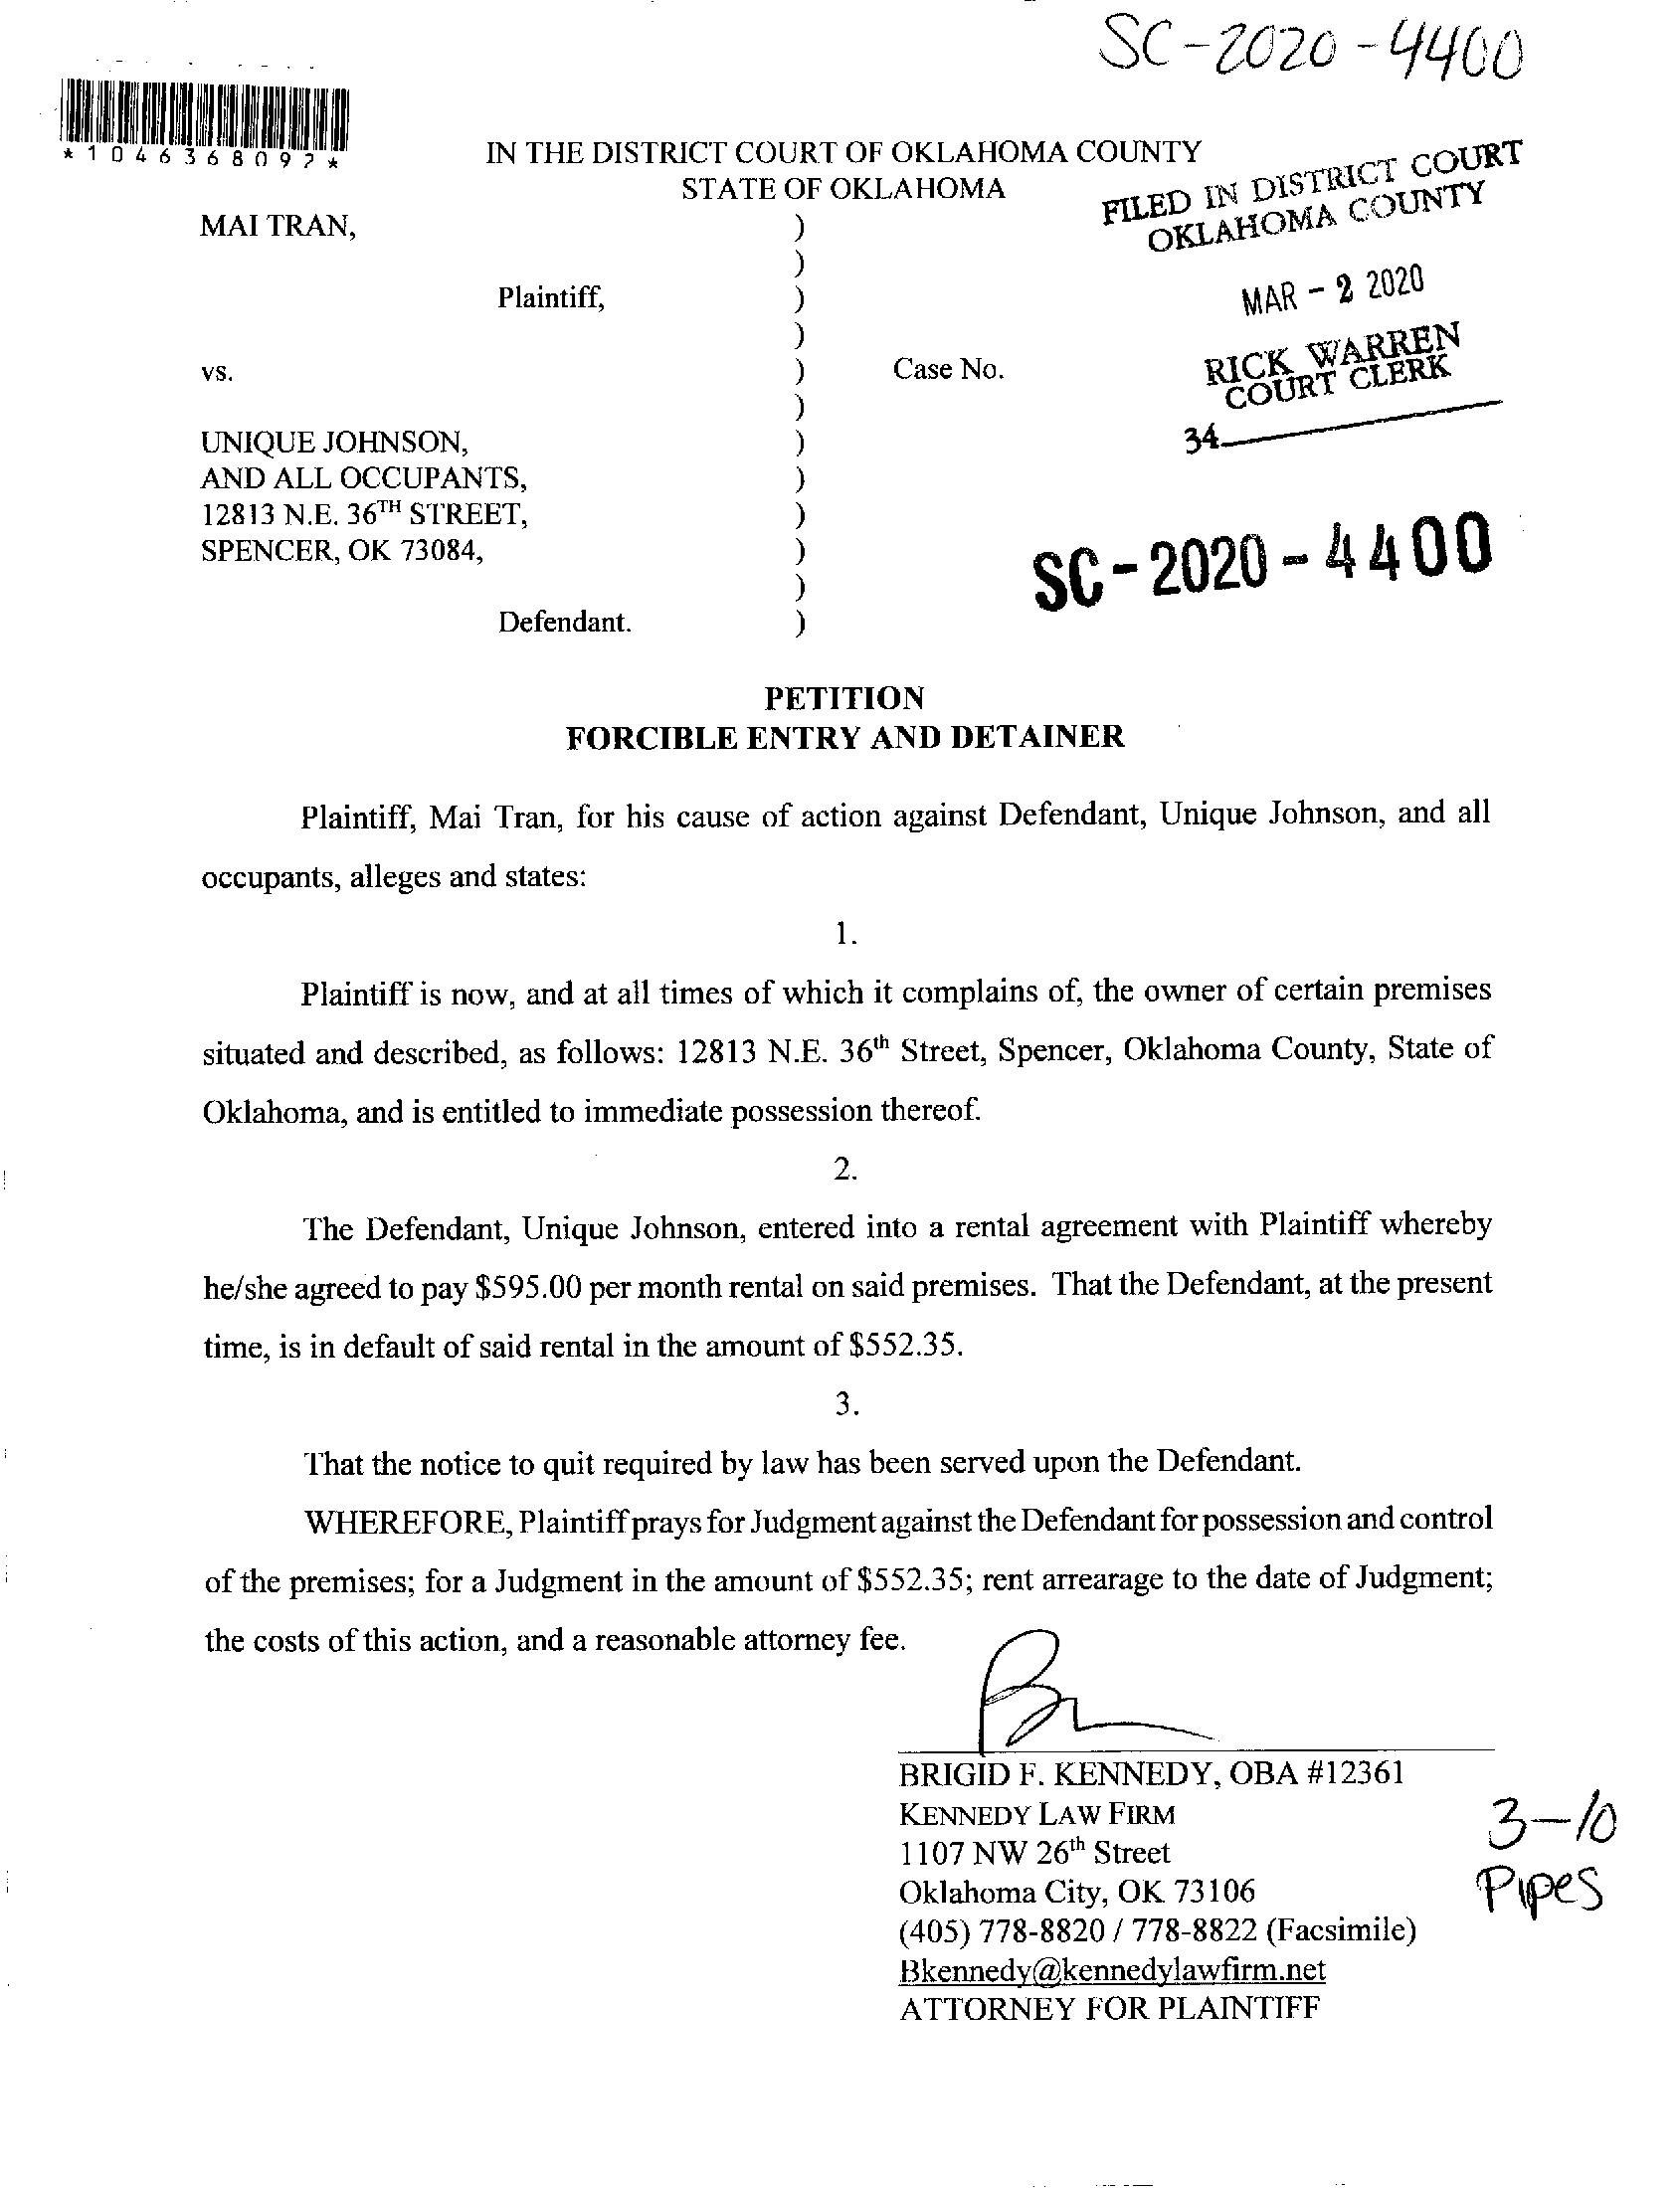 SC-2020-4400
*1046368092*
IN THE DISTRICT COURT OF OKLAHOMA COUNTY
STATE OF OKLAHOMA
FILED IN DISTRICT COURT
OKLAHOMA COUNTY
MAR - 2 2020
RICK WARREN
COURT CLERK
34
MAI TRAN, )
)
Plaintiff, )
)
vs. ) Case No.
)
UNIQUE JOHNSON, )
AND ALL OCCUPANTS, )
12813 N.E. 36TH STREET, )
SPENCER, OK 73084, )
)
Defendant. )
SC-2020-4400
PETITION
FORCIBLE ENTRY AND DETAINER
Plaintiff, Mai Tran, for his cause of action against Defendant, Unique Johnson, and all
occupants, alleges and states:
1.
Plaintiff is now, and at all times of which it complains of, the owner of certain premises
situated and described, as follows: 12813 N.E. 36th Street, Spencer, Oklahoma County, State of
Oklahoma, and is entitled to immediate possession thereof.
2.
The Defendant, Unique Johnson, entered into a rental agreement with Plaintiff whereby
he/she agreed to pay $595.00 per month rental on said premises. That the Defendant, at the present
time, is in default of said rental in the amount of $552.35.
3.
That the notice to quit required by law has been served upon the Defendant.
WHEREFORE, Plaintiff prays for Judgment against the Defendant for possession and control
of the premises; for a Judgment in the amount of $552.35; rent arrearage to the date of Judgment;
the costs of this action, and a reasonable attorney fee.
BRIGID F. KENNEDY, OBA #12361
KENNEDY LAW FIRM
1107 NW 26th Street
Oklahoma City, OK 73106
(405) 778-8820 / 778-8822 (Facsimile)
Bkennedy@kennedylawfirm.net
ATTORNEY FOR PLAINTIFF
3-10
Pipes